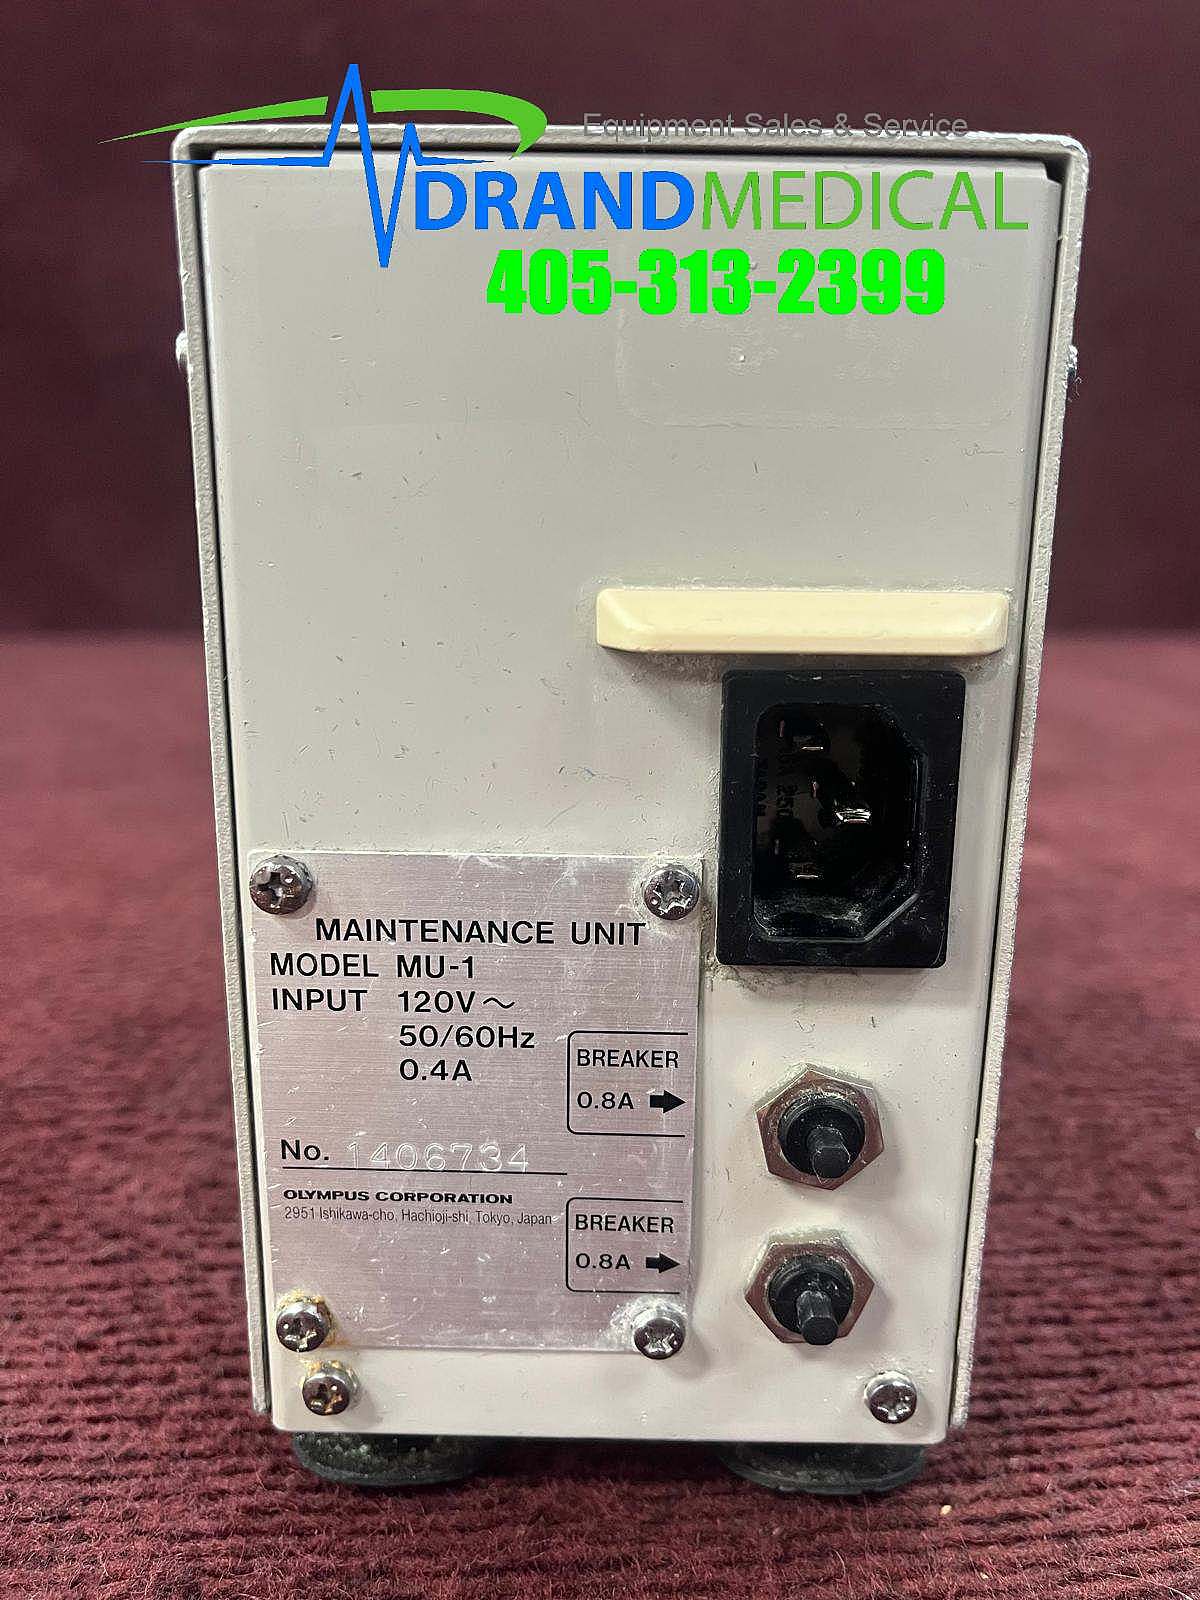 Equipment Sales & Service
DRANDMEDICAL
405-313-2399
MAINTENANCE UNIT
MODEL MU-1
INPUT 120V～
50/60Hz
0.4A
BREAKER
0.8A ➡
No. 1406734
OLYMPUS CORPORATION
2951 Ishikawa-cho, Hachioji-shi, Tokyo, Japan
BREAKER
0.8A ➡